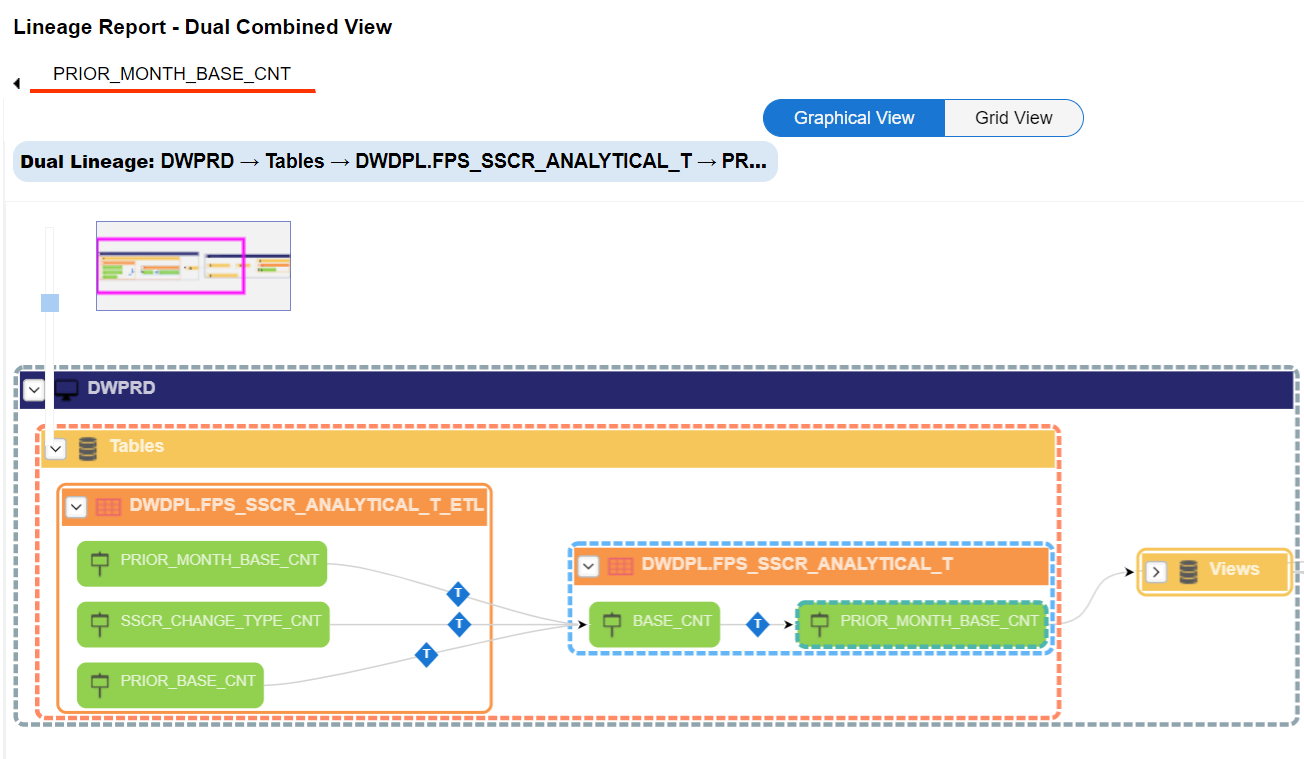 Lineage Report - Dual Combined View
PRIOR_MONTH_BASE_CNT
Graphical View
Grid View
Dual Lineage: DWPRD → Tables → DWDPL.FPS_SSCR_ANALYTICAL_T → PR...
DWPRD
Tables
DWDPL.FPS_SSCR_ANALYTICAL_T_ETL
PRIOR_MONTH_BASE_CNT
T
DWDPL.FPS_SSCR_ANALYTICAL_T
Views
SSCR_CHANGE_TYPE_CNT
T
BASE_CNT
T
PRIOR_MONTH_BASE_CNT
PRIOR_BASE_CNT
T